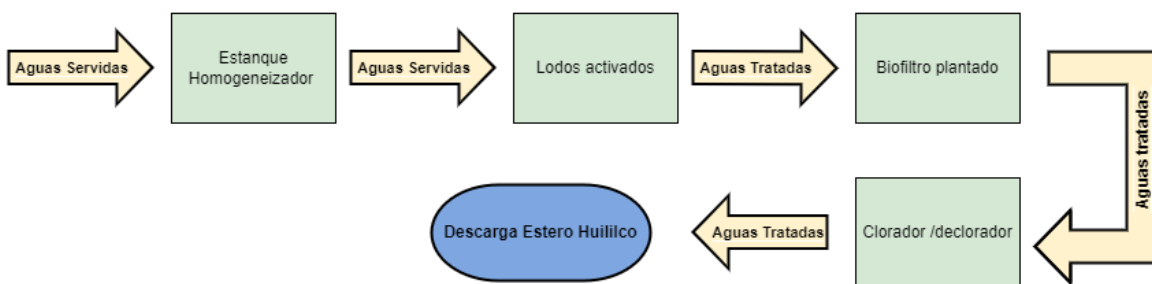 Aguas Servidas
Estanque
Homogeneizador
Aguas Servidas
Lodos activados
Aguas Tratadas
Biofiltro plantado
Aguas tratadas
Clorador /declorador
Aguas Tratadas
Descarga Estero Huililco